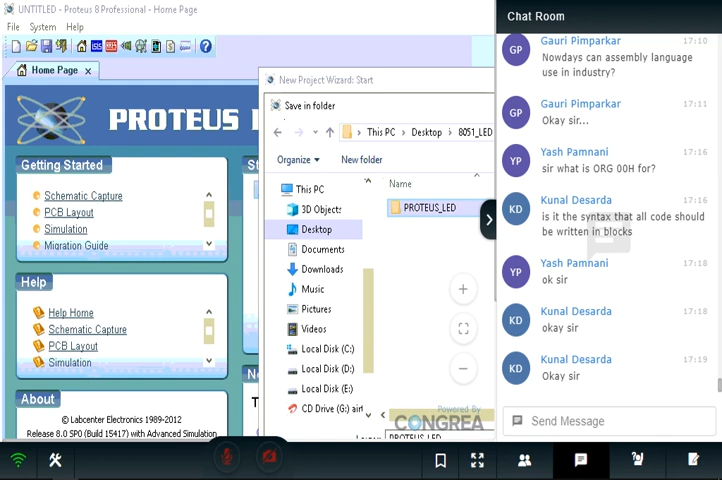 UNTITLED - Proteus 8 Professional - Home Page
File System Help
Home Page
PROTEUS
Getting Started
Schematic Capture
PCB Layout
Simulation
Migration Guide
Help
Help Home
Schematic Capture
PCB Layout
Simulation
About
© Labcenter Electronics 1989-2012
Release 8.0 SP0 (Build 15417) with Advanced Simulation
New Project Wizard: Start
Save in folder
This PC
Desktop
8051_LED
Organize
New folder
Name
PROTEUS_LED
This PC
3D Objects
Desktop
Documents
Downloads
Music
Pictures
Videos
Local Disk (C:)
Local Disk (D:)
Local Disk (E:)
CD Drive (G:) airt
PROTEUS_LED
Powered By
CONGREA
Chat Room
GP
Gauri Pimparkar 17:10
Nowdays can assembly language
use in industry?
GP
Gauri Pimparkar 17:11
Okay sir...
YP
Yash Pamnani 17:16
sir what is ORG 00H for?
KD
Kunal Desarda 17:16
is it the syntax that all code should
be written in blocks
YP
Yash Pamnani 17:18
ok sir
KD
Kunal Desarda 17:18
okay sir
KD
Kunal Desarda 17:19
Okay sir
Send Message